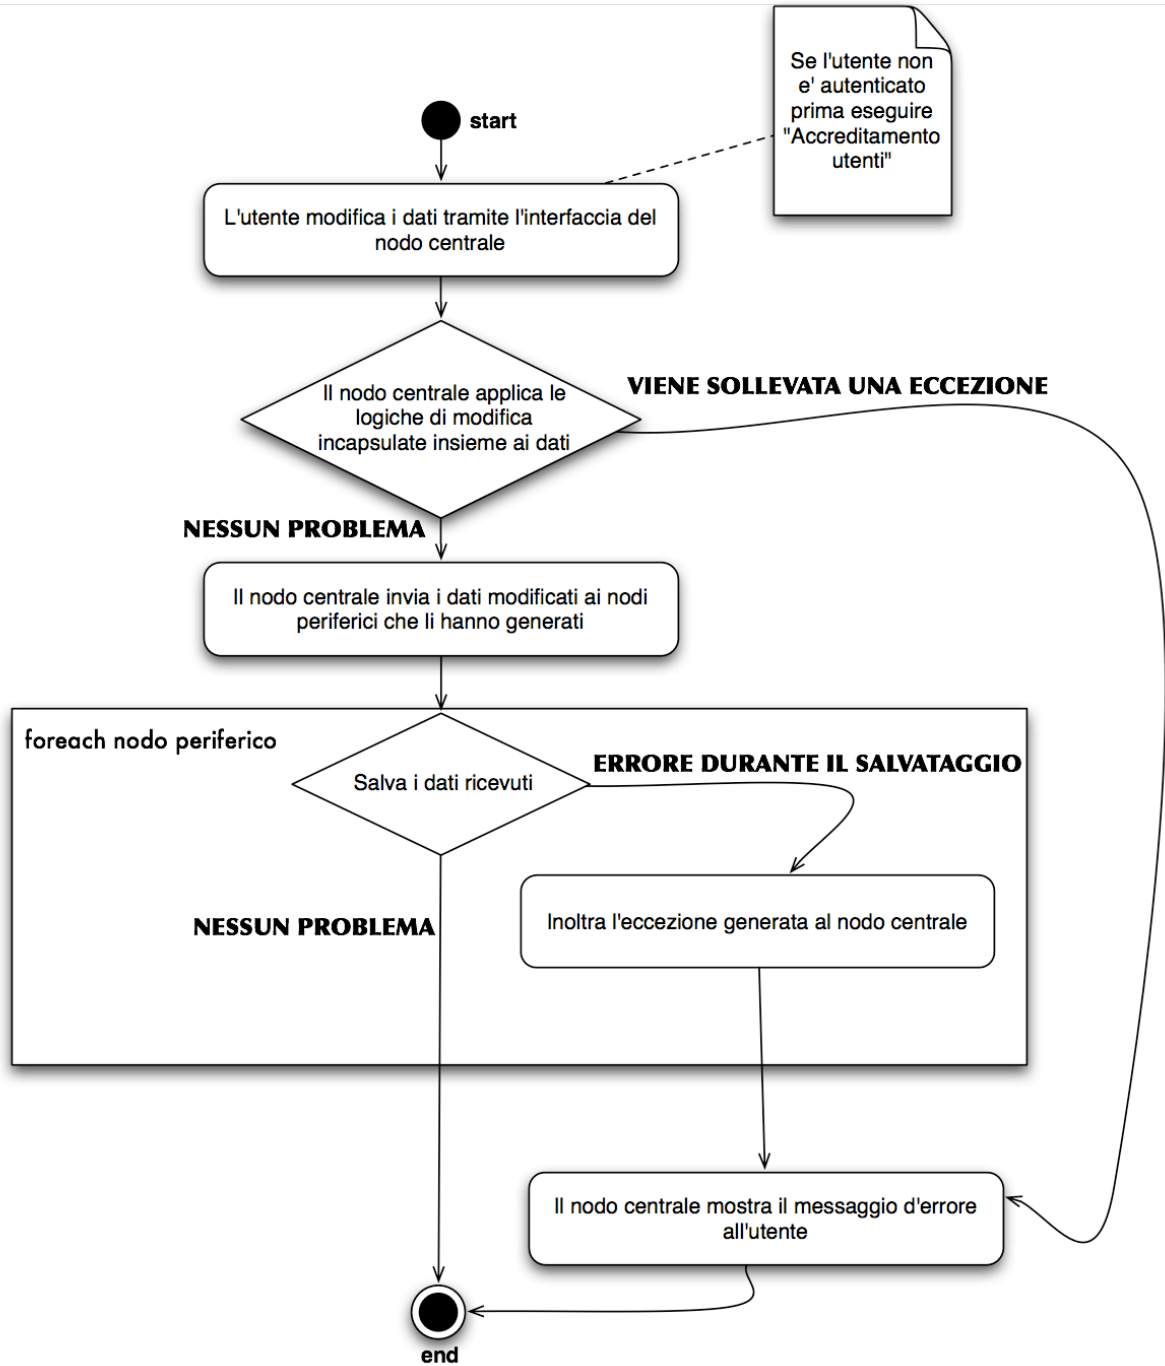 Se l'utente non
e' autenticato
prima eseguire
"Accreditamento
utenti"
start
L'utente modifica i dati tramite l'interfaccia del
nodo centrale
Il nodo centrale applica le
logiche di modifica
incapsulate insieme ai dati
VIENE SOLLEVATA UNA ECCEZIONE
NESSUN PROBLEMA
Il nodo centrale invia i dati modificati ai nodi
periferici che li hanno generati
foreach nodo periferico
Salva i dati ricevuti
ERRORE DURANTE IL SALVATAGGIO
NESSUN PROBLEMA
Inoltra l'eccezione generata al nodo centrale
Il nodo centrale mostra il messaggio d'errore
all'utente
end